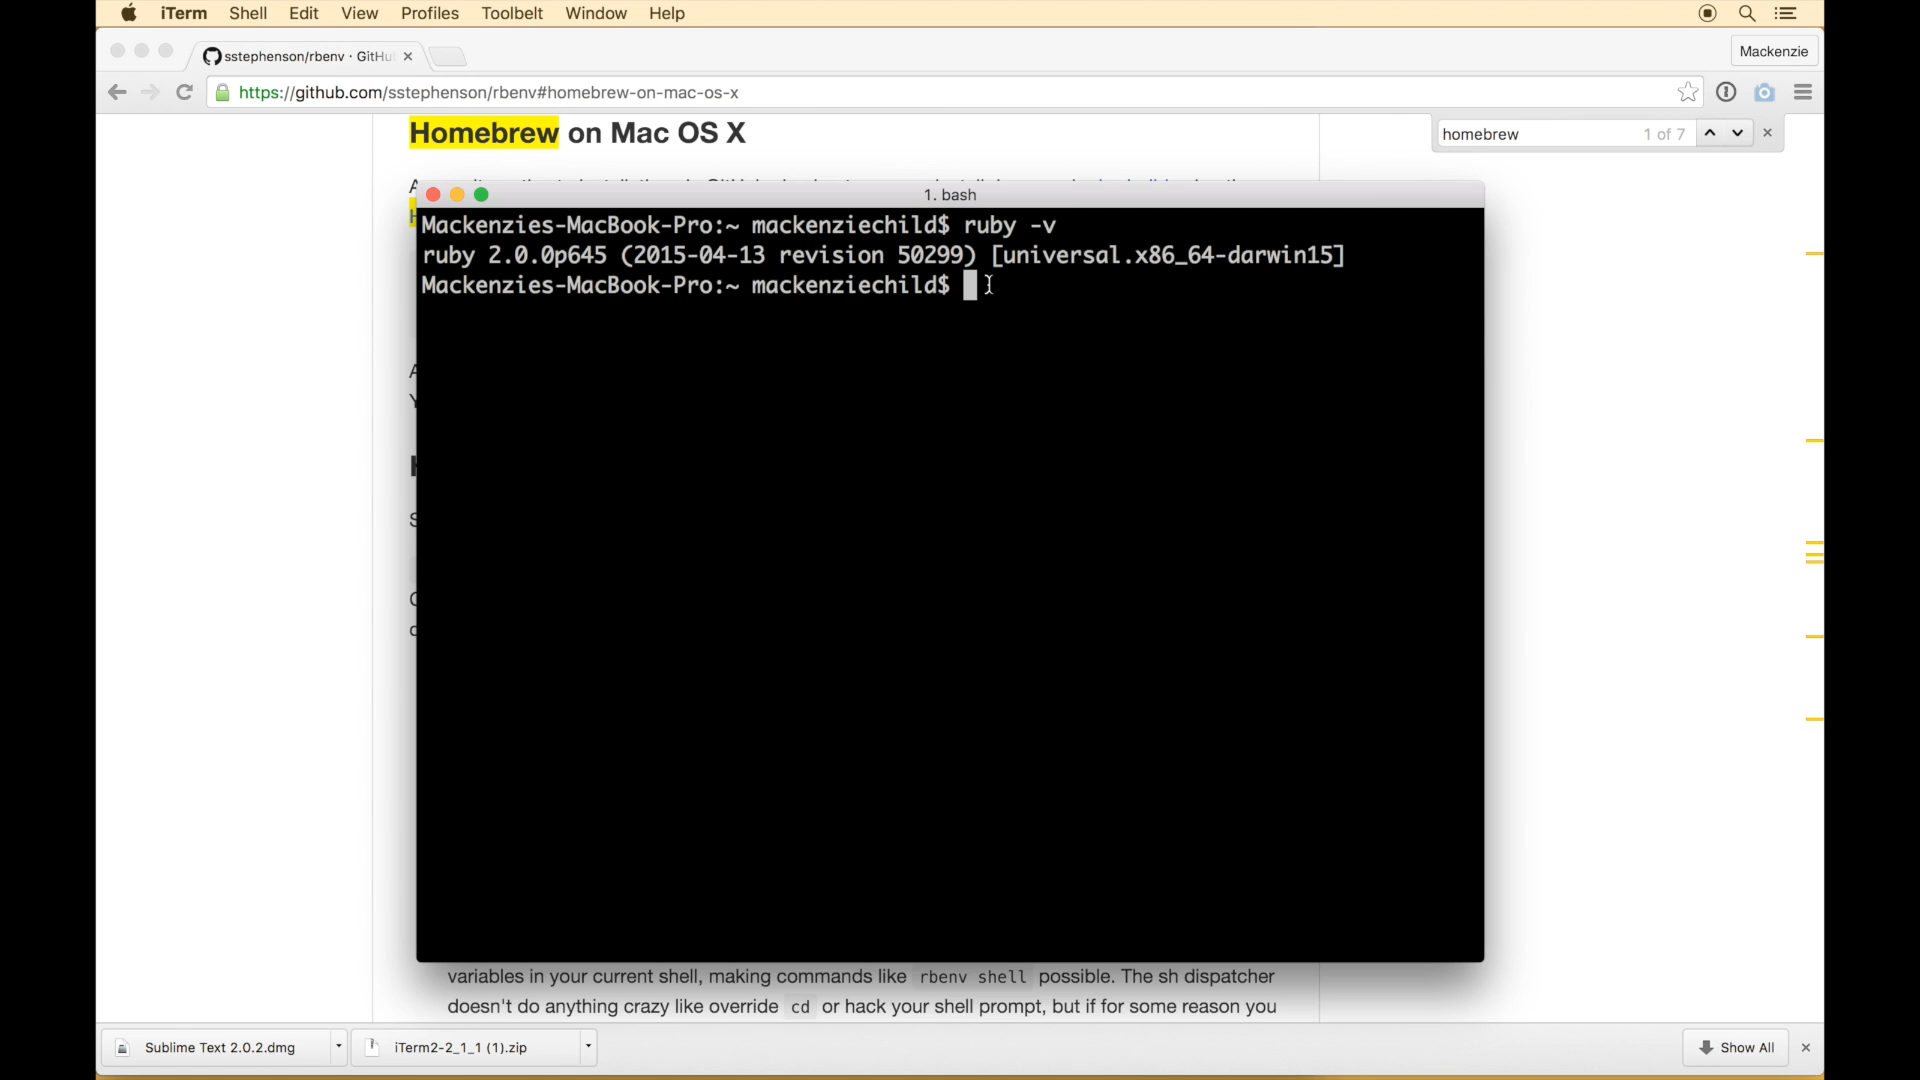 iTerm Shell Edit View Profiles Toolbelt Window Help
sstephenson/rbenv · GitHu
Mackenzie
https://github.com/sstephenson/rbenv#homebrew-on-mac-os-x
Homebrew on Mac OS X
homebrew 1 of 7
1. bash
Mackenzies-MacBook-Pro:~ mackenziechild$ ruby -v
ruby 2.0.0p645 (2015-04-13 revision 50299) [universal.x86_64-darwin15]
Mackenzies-MacBook-Pro:~ mackenziechild$
variables in your current shell, making commands like rbenv shell possible. The sh dispatcher
doesn't do anything crazy like override cd or hack your shell prompt, but if for some reason you
Sublime Text 2.0.2.dmg
iTerm2-2_1_1 (1).zip
Show All